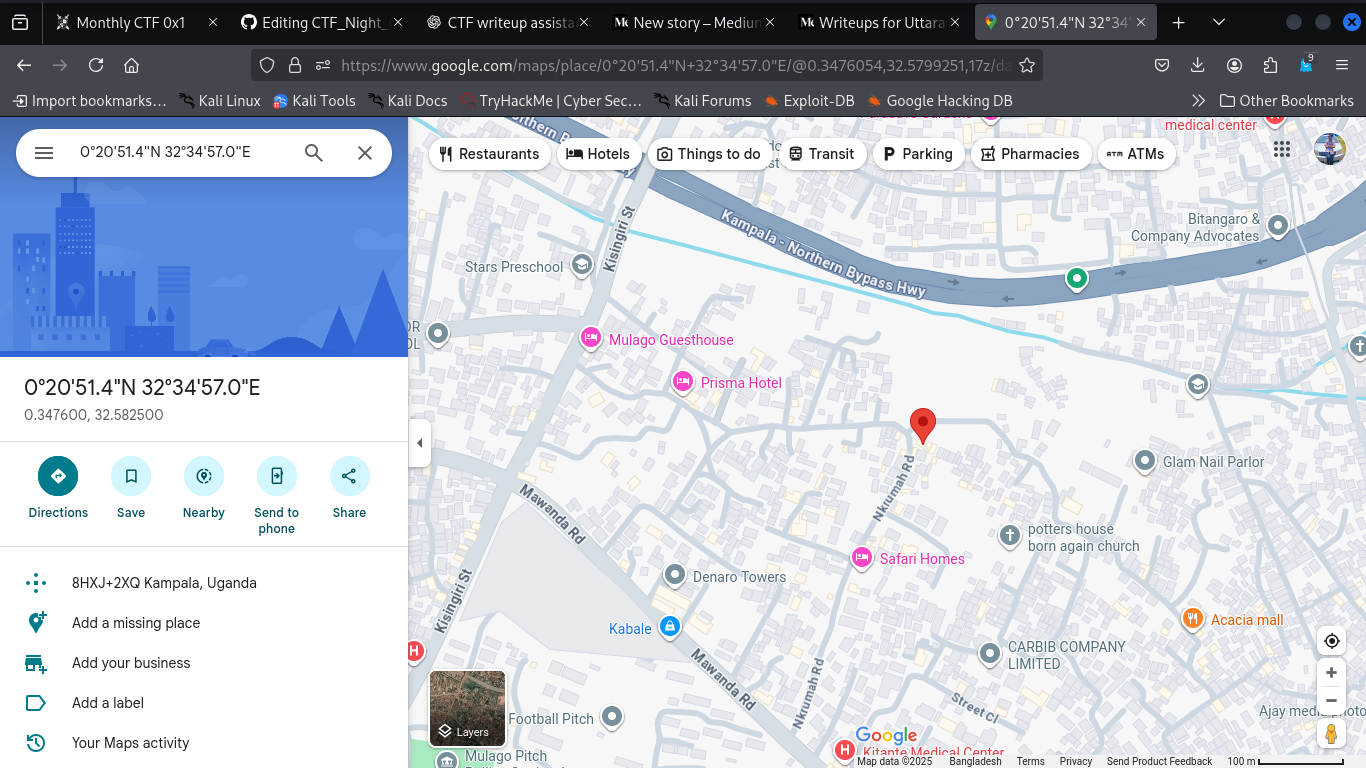 Monthly CTF 0x1
Editing CTF_Night_
CTF writeup assista
New story – Medium
Writeups for Uttara
0°20'51.4"N 32°34'
https://www.google.com/maps/place/0°20'51.4"N+32°34'57.0"E/@0.3476054,32.5799251,17z/da
9
Import bookmarks...
Kali Linux
Kali Tools
Kali Docs
TryHackMe | Cyber Sec...
Kali Forums
Exploit-DB
Google Hacking DB
Other Bookmarks
0°20'51.4"N 32°34'57.0"E
Restaurants
Hotels
Things to do
Transit
Parking
Pharmacies
ATMs
medical center
Northern B
Kampala - Northern Bypass Hwy
Bitangaro &
Company Advocates
Kisingiri St
Stars Preschool
Mulago Guesthouse
Prisma Hotel
0°20'51.4"N 32°34'57.0"E
0.347600, 32.582500
Glam Nail Parlor
Nkrumah Rd
Mawanda Rd
Directions
Save
Nearby
Send to
phone
Share
potters house
born again church
Safari Homes
Denaro Towers
8HXJ+2XQ Kampala, Uganda
Kisingiri St
Add a missing place
Kabale
Acacia mall
CARBIB COMPANY
LIMITED
Add your business
Mawanda Rd
Nkrumah Rd
Add a label
Street Cl
Football Pitch
Layers
Ajay media photo
Google
Your Maps activity
Kitante Medical Center
Mulago Pitch
Map data ©2025
Bangladesh
Terms
Privacy
Send Product Feedback
100 m